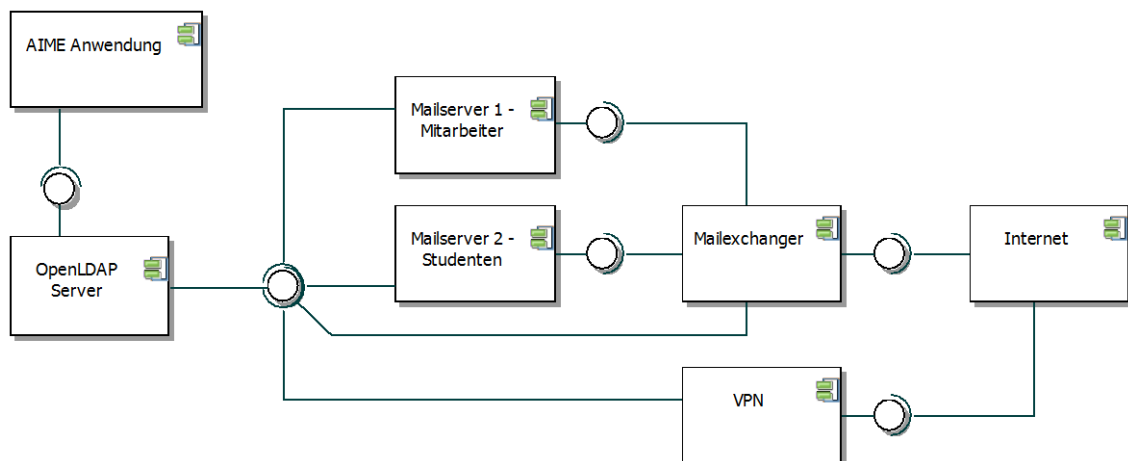 AIME Anwendung
Mailserver 1 -
Mitarbeiter
OpenLDAP
Server
Mailserver 2 -
Studenten
Mailexchanger
Internet
VPN